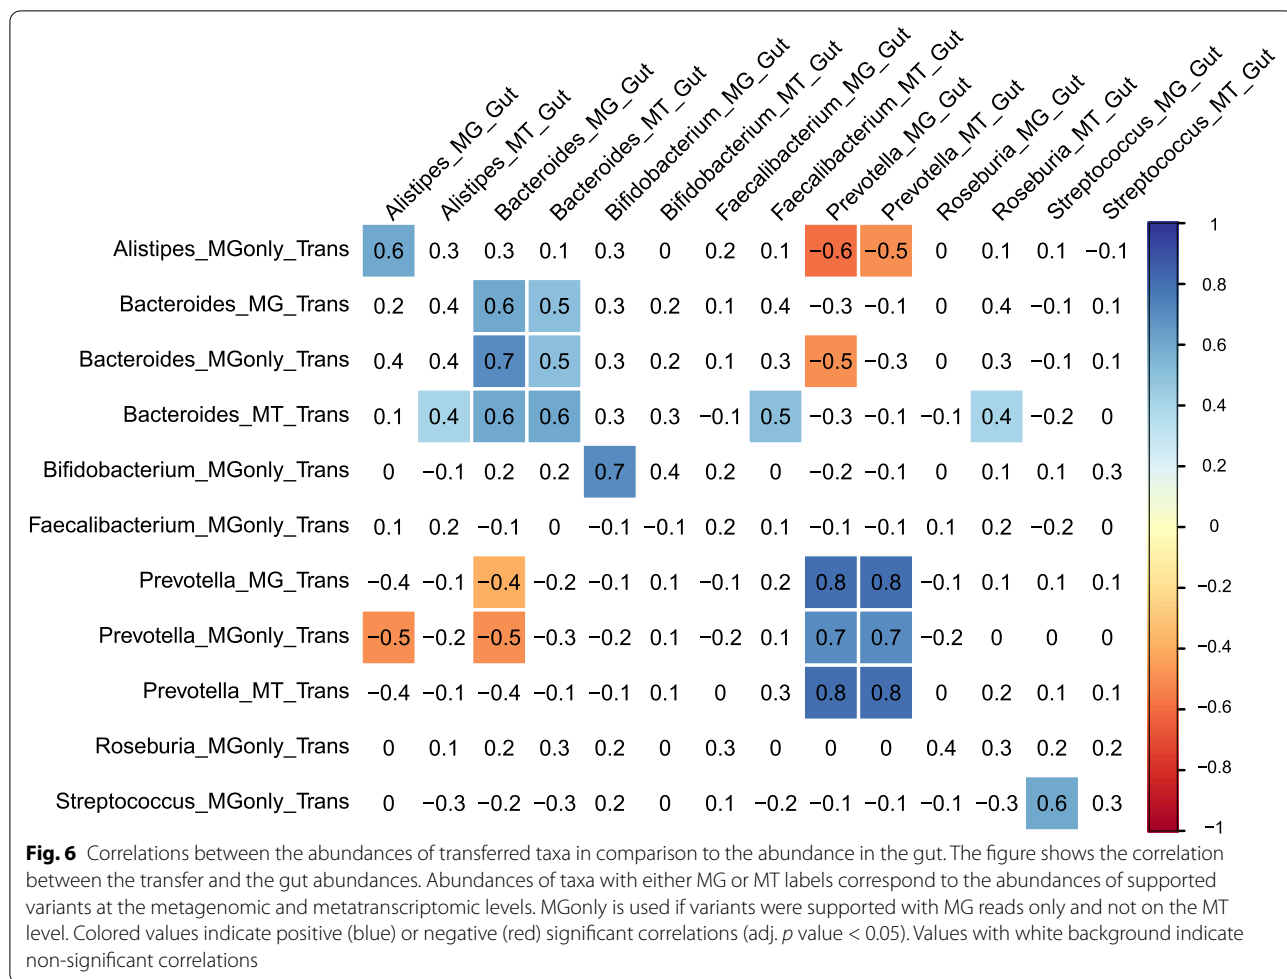 Alistipes_MG_Gut
Alistipes_MT_Gut
Bacteroides_MG_Gut
Bacteroides_MT_Gut
Bifidobacterium_MG_Gut
Bifidobacterium_MT_Gut
Faecalibacterium_MG_Gut
Faecalibacterium_MT_Gut
Prevotella_MG_Gut
Prevotella_MT_Gut
Roseburia_MG_Gut
Roseburia_MT_Gut
Streptococcus_MG_Gut
Streptococcus_MT_Gut
Alistipes_MGonly_Trans 0.6 0.3 0.3 0.1 0.3 0 0.2 0.1 −0.6 −0.5 0 0.1 0.1 −0.1
Bacteroides_MG_Trans 0.2 0.4 0.6 0.5 0.3 0.2 0.1 0.4 −0.3 −0.1 0 0.4 −0.1 0.1
Bacteroides_MGonly_Trans 0.4 0.4 0.7 0.5 0.3 0.2 0.1 0.3 −0.5 −0.3 0 0.3 −0.1 0.1
Bacteroides_MT_Trans 0.1 0.4 0.6 0.6 0.3 0.3 −0.1 0.5 −0.3 −0.1 −0.1 0.4 −0.2 0
Bifidobacterium_MGonly_Trans 0 −0.1 0.2 0.2 0.7 0.4 0.2 0 −0.2 −0.1 0 0.1 0.1 0.3
Faecalibacterium_MGonly_Trans 0.1 0.2 −0.1 0 −0.1 −0.1 0.2 0.1 −0.1 −0.1 0.1 0.2 −0.2 0
Prevotella_MG_Trans −0.4 −0.1 −0.4 −0.2 −0.1 0.1 −0.1 0.2 0.8 0.8 −0.1 0.1 0.1 0.1
Prevotella_MGonly_Trans −0.5 −0.2 −0.5 −0.3 −0.2 0.1 −0.2 0.1 0.7 0.7 −0.2 0 0 0
Prevotella_MT_Trans −0.4 −0.1 −0.4 −0.1 −0.1 0.1 0 0.3 0.8 0.8 0 0.2 0.1 0.1
Roseburia_MGonly_Trans 0 0.1 0.2 0.3 0.2 0 0.3 0 0 0 0.4 0.3 0.2 0.2
Streptococcus_MGonly_Trans 0 −0.3 −0.2 −0.3 0.2 0 0.1 −0.2 −0.1 −0.1 −0.1 −0.3 0.6 0.3
1
0.8
0.6
0.4
0.2
0
−0.2
−0.4
−0.6
−0.8
−1
Fig. 6 Correlations between the abundances of transferred taxa in comparison to the abundance in the gut. The figure shows the correlation
between the transfer and the gut abundances. Abundances of taxa with either MG or MT labels correspond to the abundances of supported
variants at the metagenomic and metatranscriptomic levels. MGonly is used if variants were supported with MG reads only and not on the MT
level. Colored values indicate positive (blue) or negative (red) significant correlations (adj. p value < 0.05). Values with white background indicate
non-significant correlations